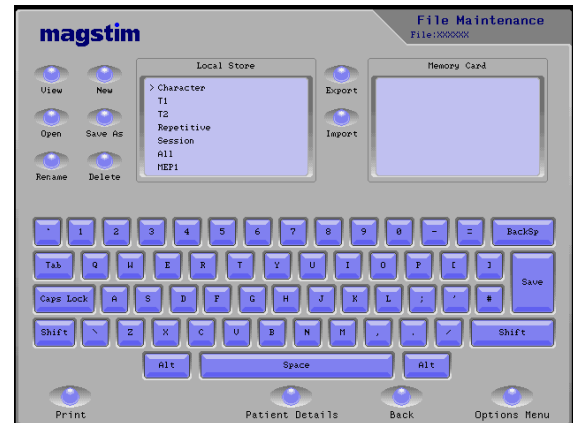 magstim
File Maintenance
File:XXXXXX
Local Store
Memory Card
View New
> Character
T1
T2
Repetitive
Session
All
MEP1
Export
Open Save As
Import
Rename Delete
` 1 2 3 4 5 6 7 8 9 0 - = BackSp
Tab Q W E R T Y U I O P [ ]
Save
Caps Lock A S D F G H J K L ; ' #
Shift \ Z X C V B N M , . / Shift
Alt Space Alt
Print Patient Details Back Options Menu